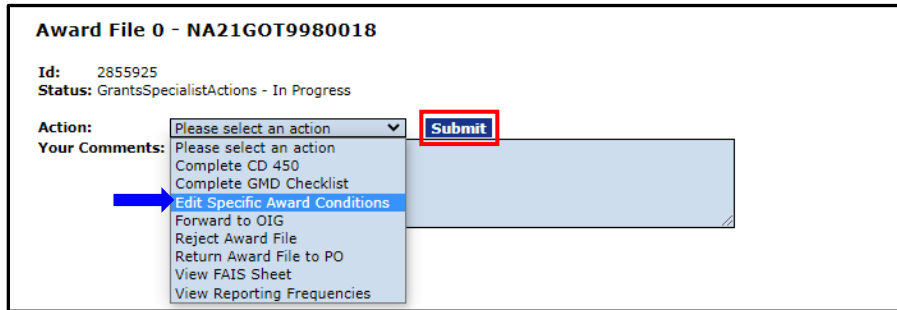 Award File 0 - NA21GOT9980018
Id: 2855925
Status: GrantsSpecialistActions - In Progress
Action: Please select an action Submit
Your Comments: Please select an action
Complete CD 450
Complete GMD Checklist
Edit Specific Award Conditions
Forward to OIG
Reject Award File
Return Award File to PO
View FAIS Sheet
View Reporting Frequencies